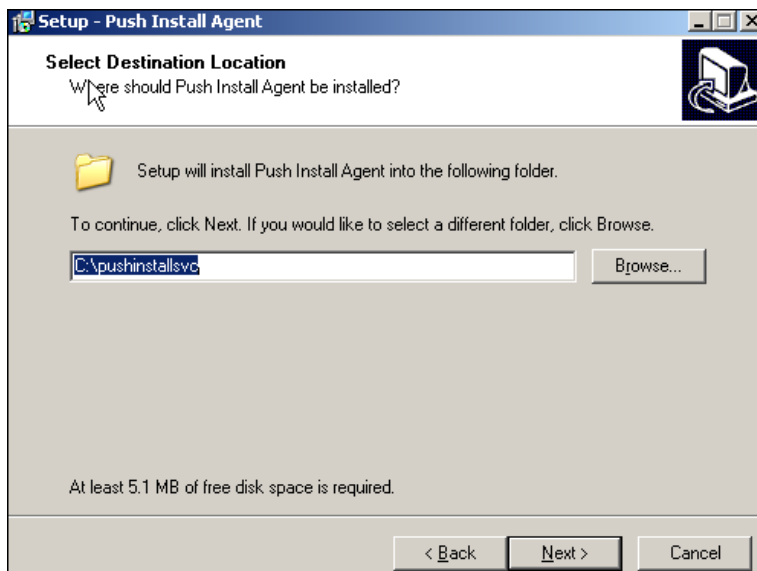 Setup - Push Install Agent
Select Destination Location
Where should Push Install Agent be installed?
Setup will install Push Install Agent into the following folder.
To continue, click Next. If you would like to select a different folder, click Browse.
C:\pushinstallsvc
Browse...
At least 5.1 MB of free disk space is required.
< Back
Next >
Cancel